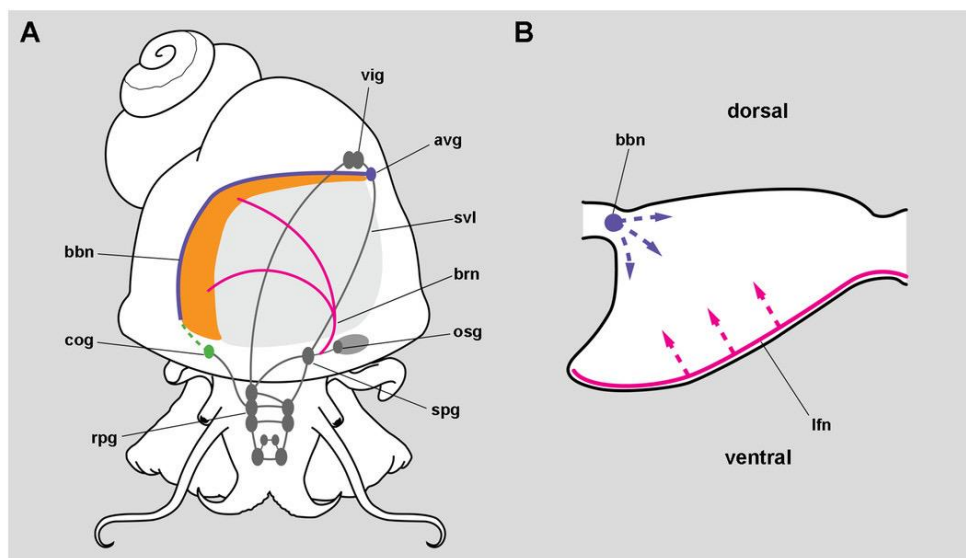 A
vig
avg
svl
bbn
brn
cog
osg
rpg
spg
B
dorsal
bbn
lfn
ventral